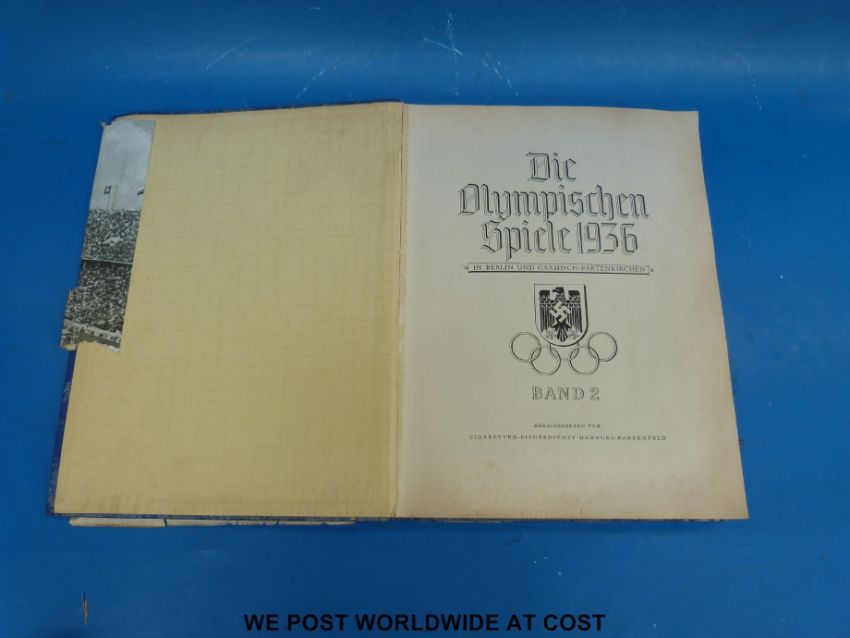 Die
Olympischen
Spiele 1936
IN BERLIN UND GARMISCH-PARTENKIRCHEN
BAND 2
HERAUSGEGEBEN VOM
CIGARETTEN-BILDERDIENST HAMBURG-BAHRENFELD
WE POST WORLDWIDE AT COST